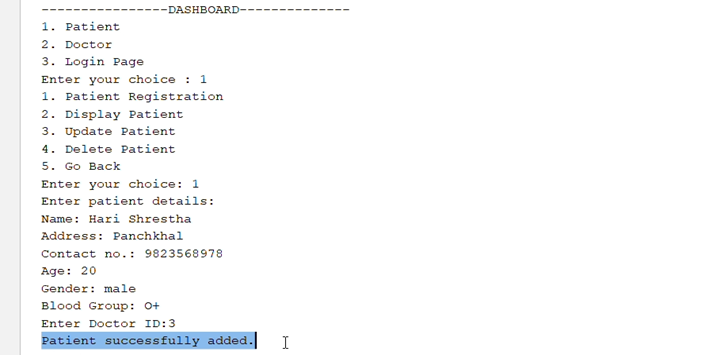 ----------------DASHBOARD--------------
1. Patient
2. Doctor
3. Login Page
Enter your choice : 1
1. Patient Registration
2. Display Patient
3. Update Patient
4. Delete Patient
5. Go Back
Enter your choice: 1
Enter patient details:
Name: Hari Shrestha
Address: Panchkhal
Contact no.: 9823568978
Age: 20
Gender: male
Blood Group: O+
Enter Doctor ID:3
Patient successfully added.